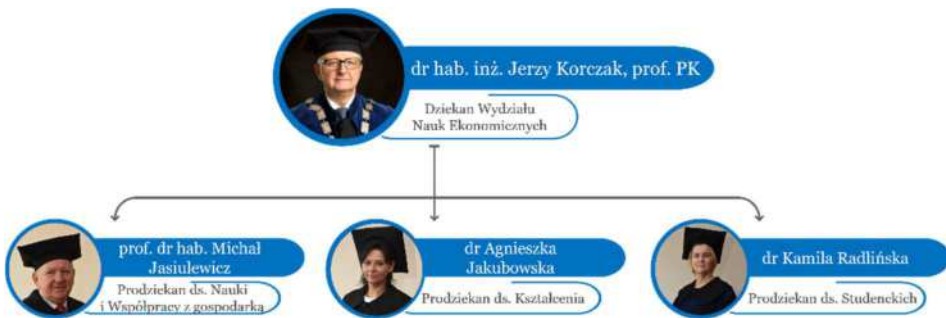 dr hab. inż. Jerzy Korczak, prof. PK
Dziekan Wydziału
Nauk Ekonomicznych
prof. dr hab. Michał
Jasiulewicz
Prodziekan ds. Nauki
i Współpracy z gospodarką
dr Agnieszka
Jakubowska
Prodziekan ds. Kształcenia
dr Kamila Radlińska
Prodziekan ds. Studenckich